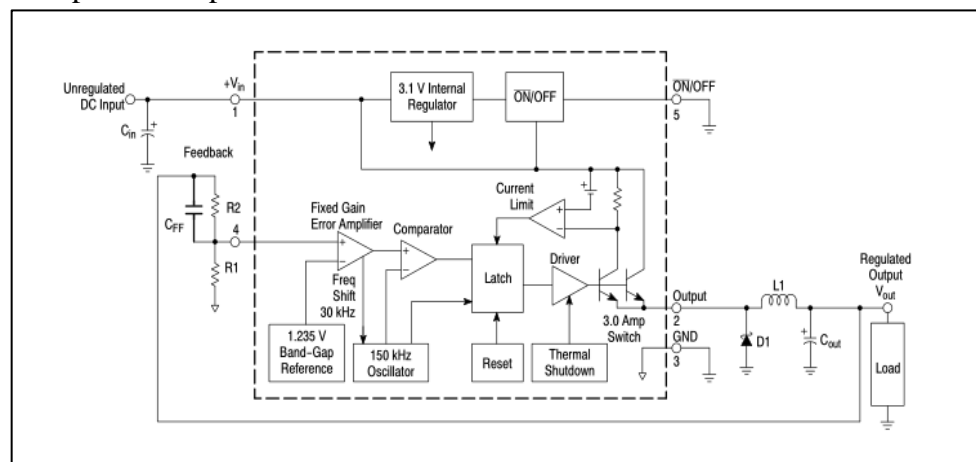 Unregulated
DC Input
+Vin
1
Cin
+
3.1 V Internal
Regulator
O̅N̅/OFF
O̅N̅/OFF
5
Feedback
CFF
R2
4
R1
Fixed Gain
Error Amplifier
+
−
Comparator
+
−
Current
Limit
+
−
+
Freq
Shift
30 kHz
Latch
Driver
1.235 V
Band−Gap
Reference
150 kHz
Oscillator
Reset
Thermal
Shutdown
3.0 Amp
Switch
Output
2
GND
3
L1
D1
+
Cout
Regulated
Output
Vout
Load